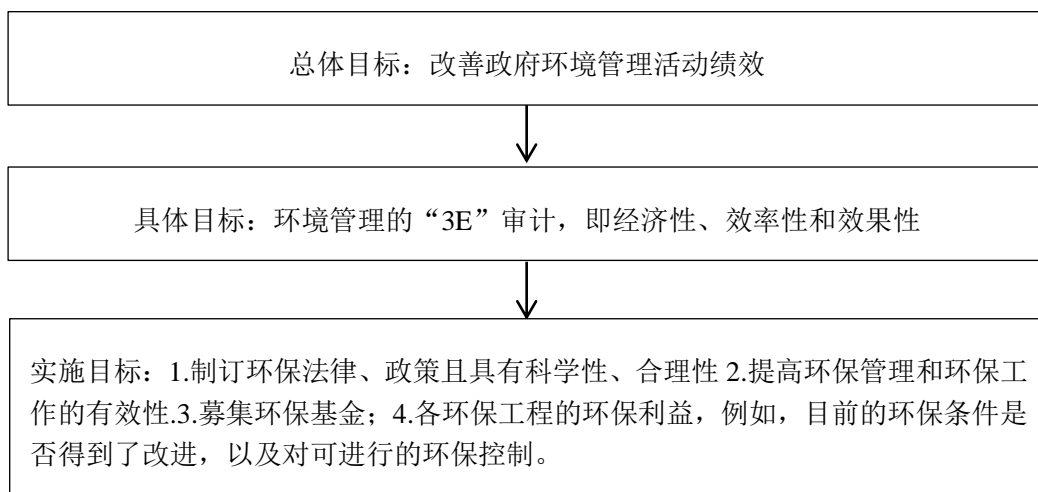 总体目标：改善政府环境管理活动绩效
具体目标：环境管理的“3E”审计，即经济性、效率性和效果性
实施目标：1.制订环保法律、政策且具有科学性、合理性 2.提高环保管理和环保工
作的有效性.3.募集环保基金；4.各环保工程的环保利益，例如，目前的环保条件是
否得到了改进，以及对可进行的环保控制。